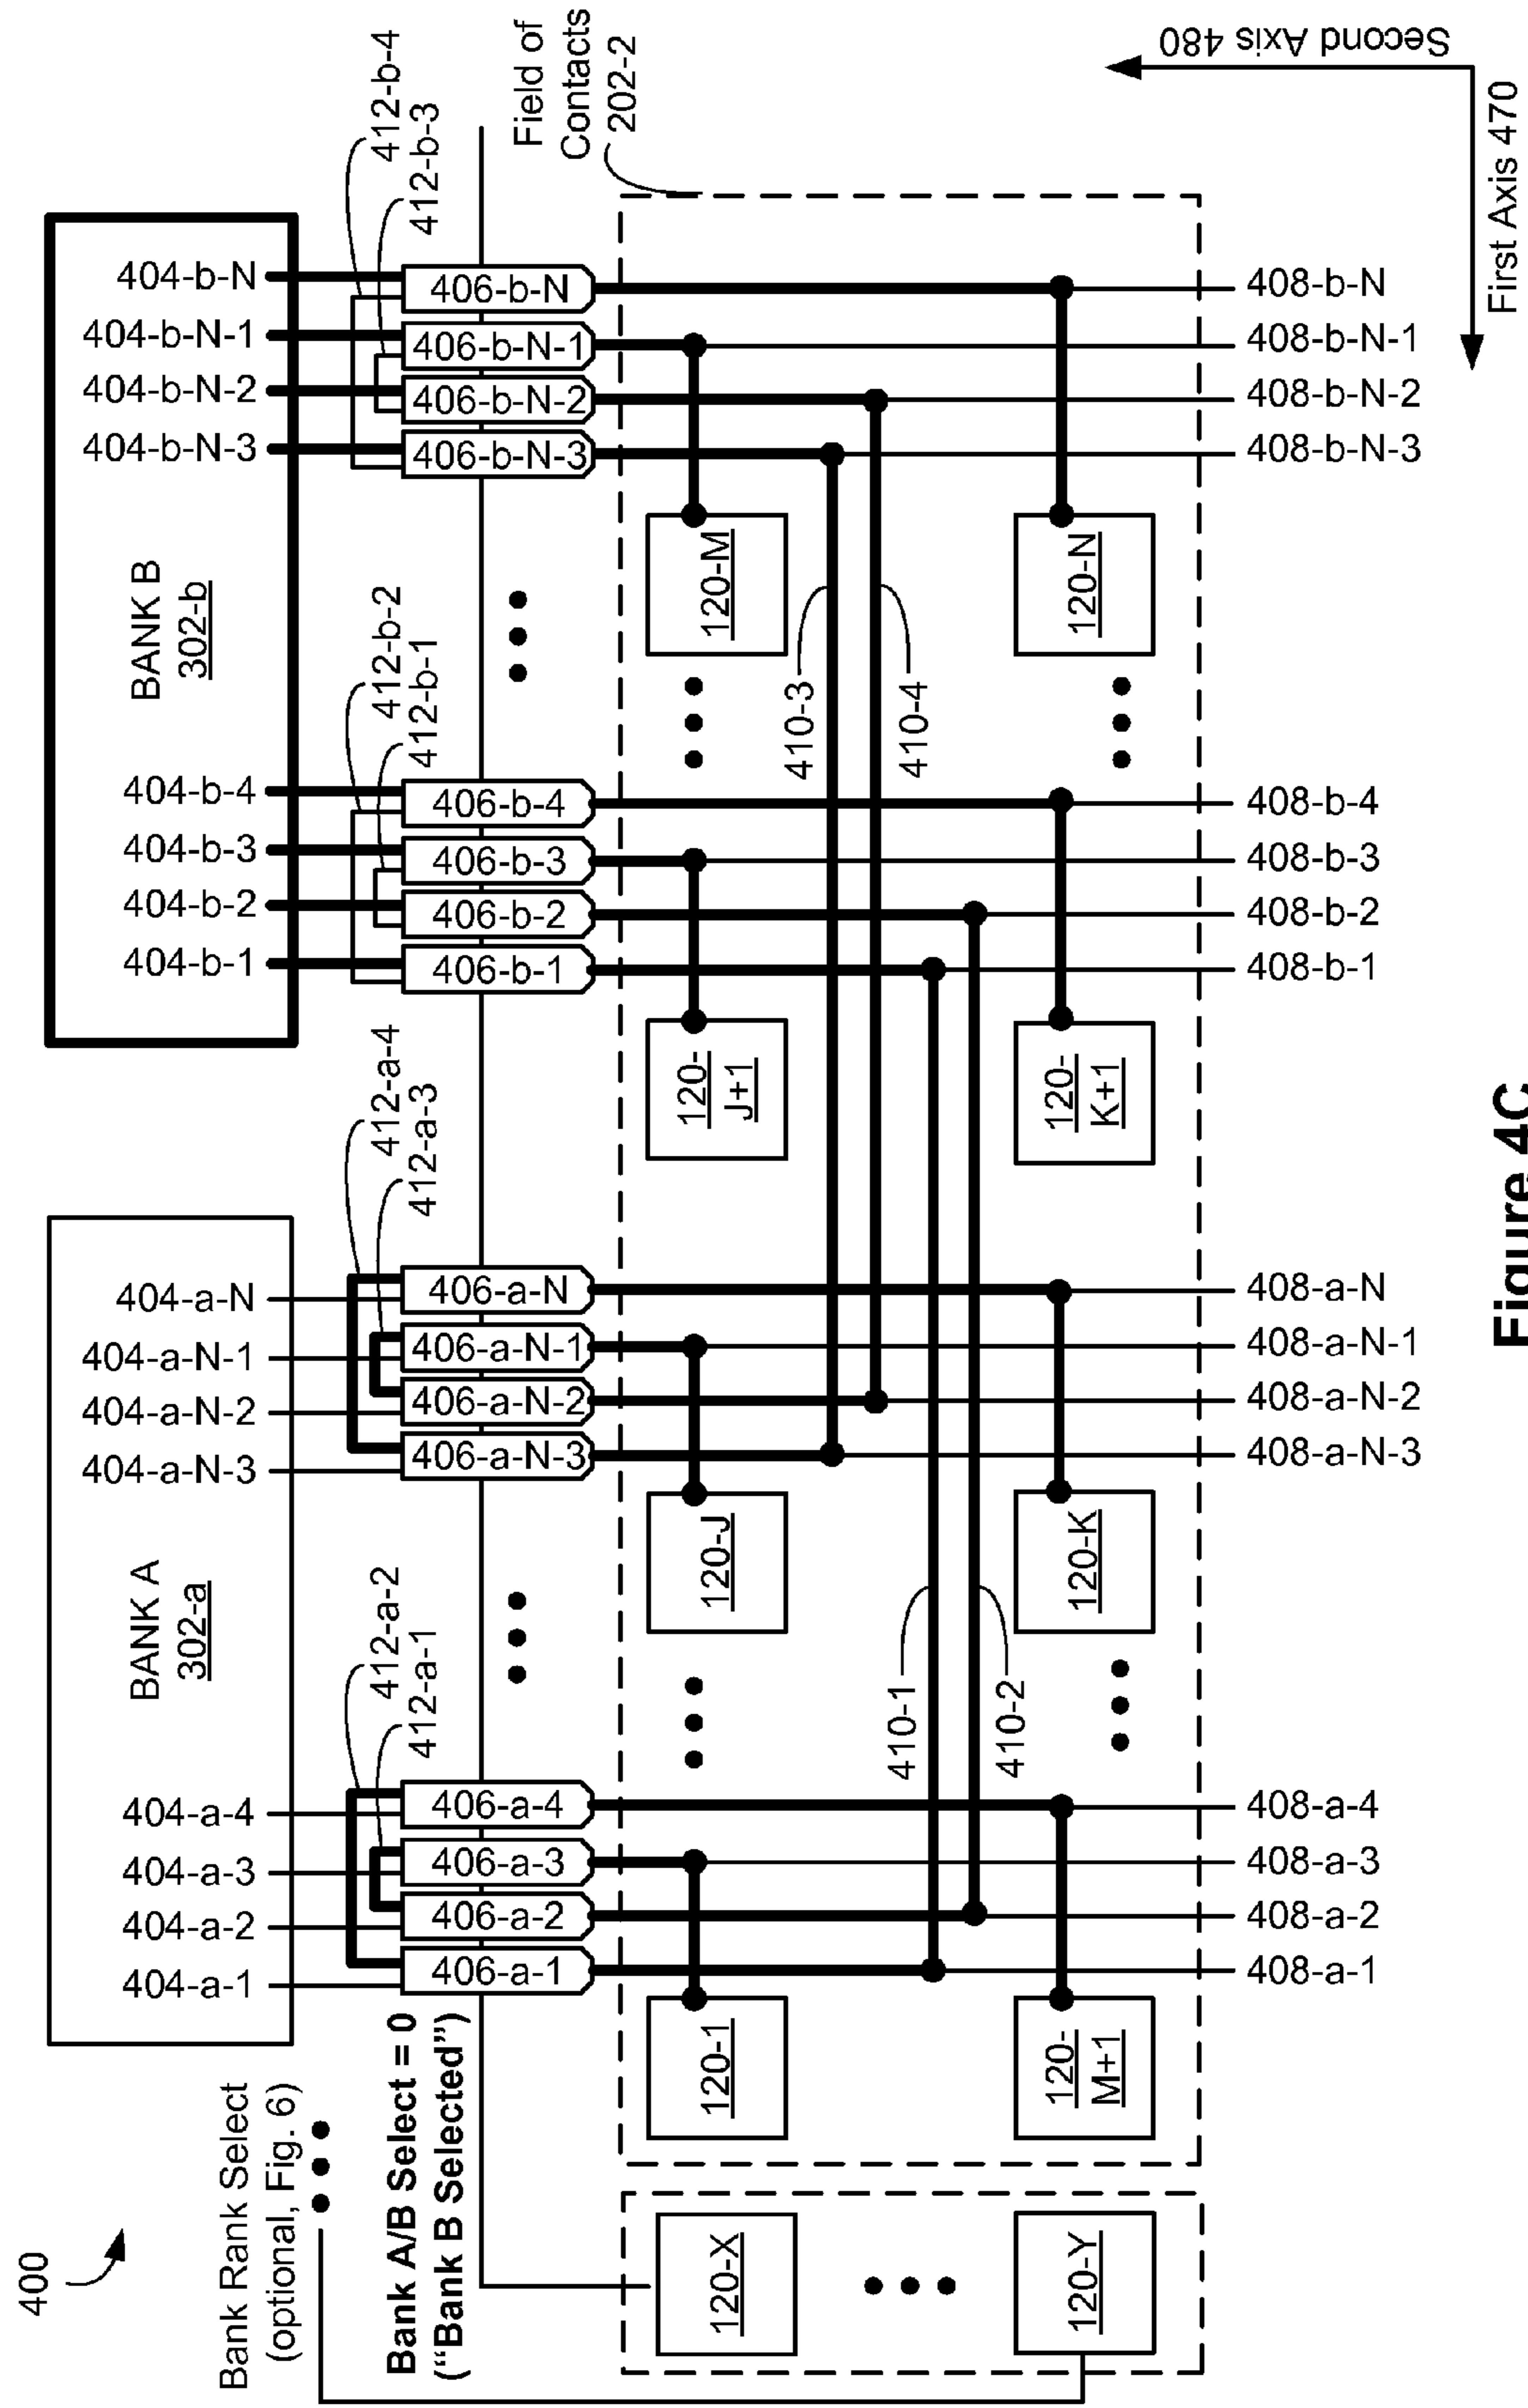 400
Bank Rank Select
(optional, Fig. 6)
Bank A/B Select = 0
(“Bank B Selected”)
BANK A
302-a
404-a-1
404-a-2
404-a-3
404-a-4
404-a-N-3
404-a-N-2
404-a-N-1
404-a-N
BANK B
302-b
404-b-1
404-b-2
404-b-3
404-b-4
404-b-N-3
404-b-N-2
404-b-N-1
404-b-N
412-a-2
412-a-1
412-a-4
412-a-3
412-b-2
412-b-1
412-b-4
412-b-3
406-a-1
406-a-2
406-a-3
406-a-4
406-a-N-3
406-a-N-2
406-a-N-1
406-a-N
406-b-1
406-b-2
406-b-3
406-b-4
406-b-N-3
406-b-N-2
406-b-N-1
406-b-N
Field of
Contacts
202-2
120-X
120-Y
120-1
120-J
120-
J+1
120-M
120-
M+1
120-K
120-
K+1
120-N
410-1
410-2
410-3
410-4
408-a-1
408-a-2
408-a-3
408-a-4
408-a-N-3
408-a-N-2
408-a-N-1
408-a-N
408-b-1
408-b-2
408-b-3
408-b-4
408-b-N-3
408-b-N-2
408-b-N-1
408-b-N
Second Axis 480
First Axis 470
Figure 4C